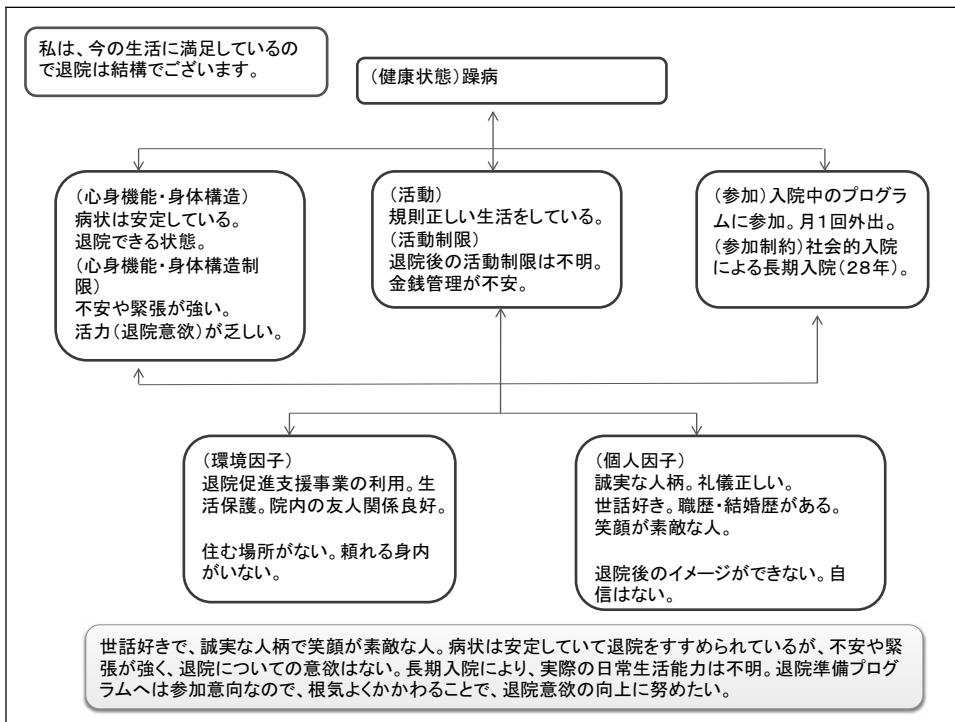 私は、今の生活に満足しているの
で退院は結構でございます。
（健康状態）躁病
（心身機能・身体構造）
病状は安定している。
退院できる状態。
（心身機能・身体構造制
限）
不安や緊張が強い。
活力（退院意欲）が乏しい。
（活動）
規則正しい生活をしている。
（活動制限）
退院後の活動制限は不明。
金銭管理が不安。
（参加）入院中のプログラ
ムに参加。月１回外出。
（参加制約）社会的入院
による長期入院（２８年）。
（環境因子）
退院促進支援事業の利用。生
活保護。院内の友人関係良好。
住む場所がない。頼れる身内
がいない。
（個人因子）
誠実な人柄。礼儀正しい。
世話好き。職歴・結婚歴がある。
笑顔が素敵な人。
退院後のイメージができない。自
信はない。
世話好きで、誠実な人柄で笑顔が素敵な人。病状は安定していて退院をすすめられているが、不安や緊
張が強く、退院についての意欲はない。長期入院により、実際の日常生活能力は不明。退院準備プログ
ラムへは参加意向なので、根気よくかかわることで、退院意欲の向上に努めたい。